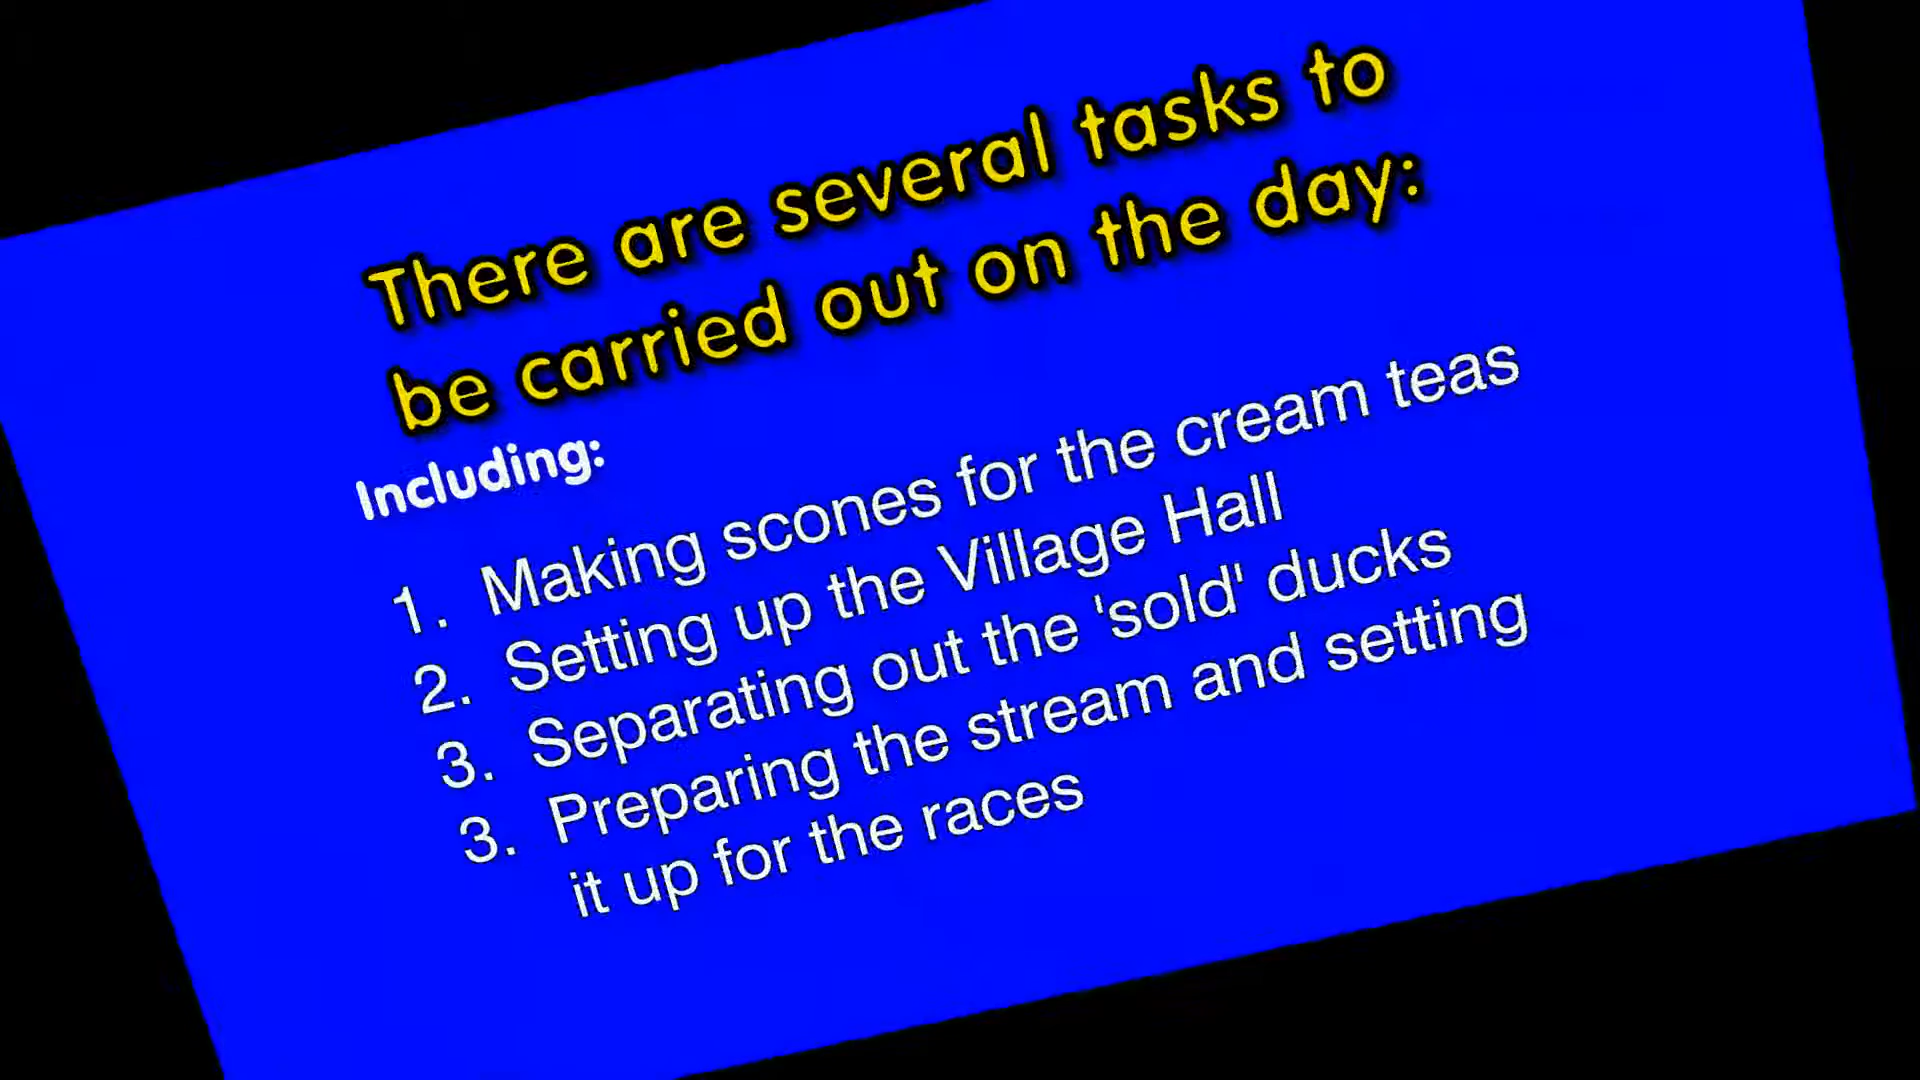 There are several tasks to
be carried out on the day:
Including:
1. Making scones for the cream teas
2. Setting up the Village Hall
3. Separating out the 'sold' ducks
3. Preparing the stream and setting
it up for the races